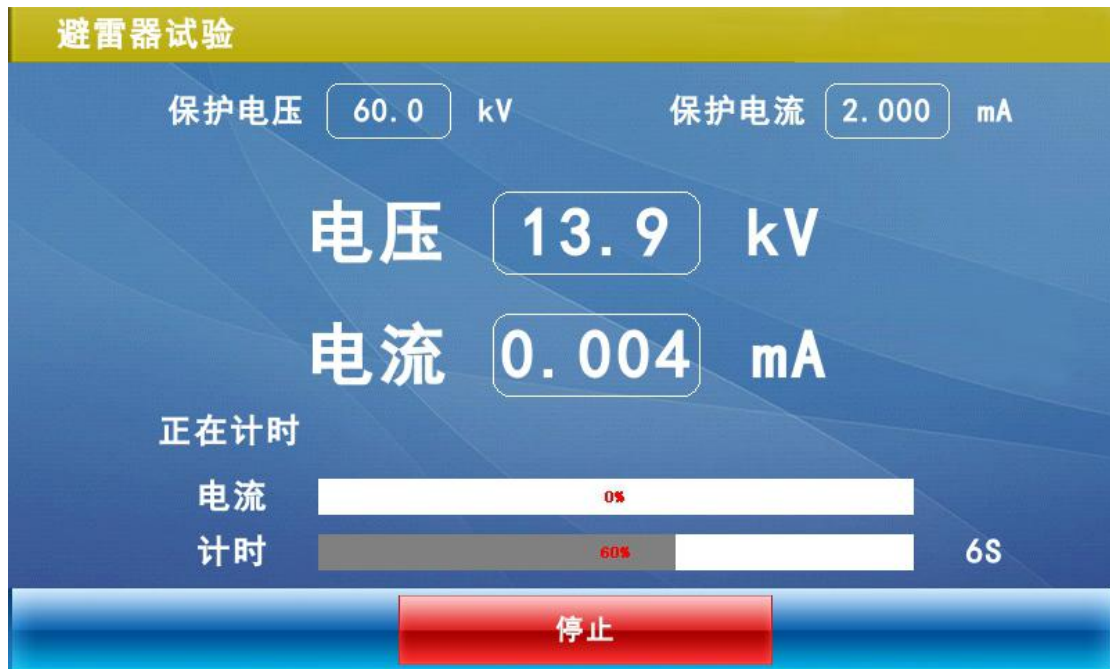 避雷器试验
保护电压 60.0 kV 保护电流 2.000 mA
电压 13.9 kV
电流 0.004 mA
正在计时
电流 0%
计时 60% 6S
停止